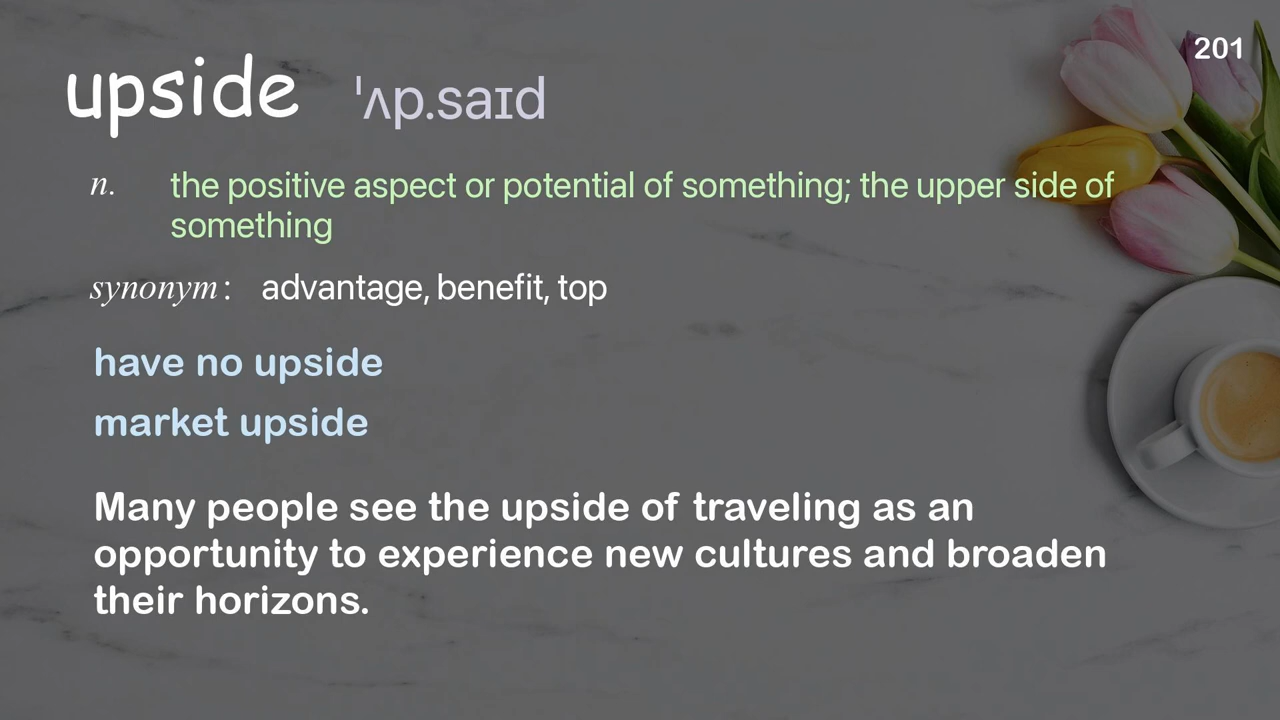 201
upside ˈʌp.saɪd
n. the positive aspect or potential of something; the upper side of
something
synonym : advantage, benefit, top
have no upside
market upside
Many people see the upside of traveling as an
opportunity to experience new cultures and broaden
their horizons.